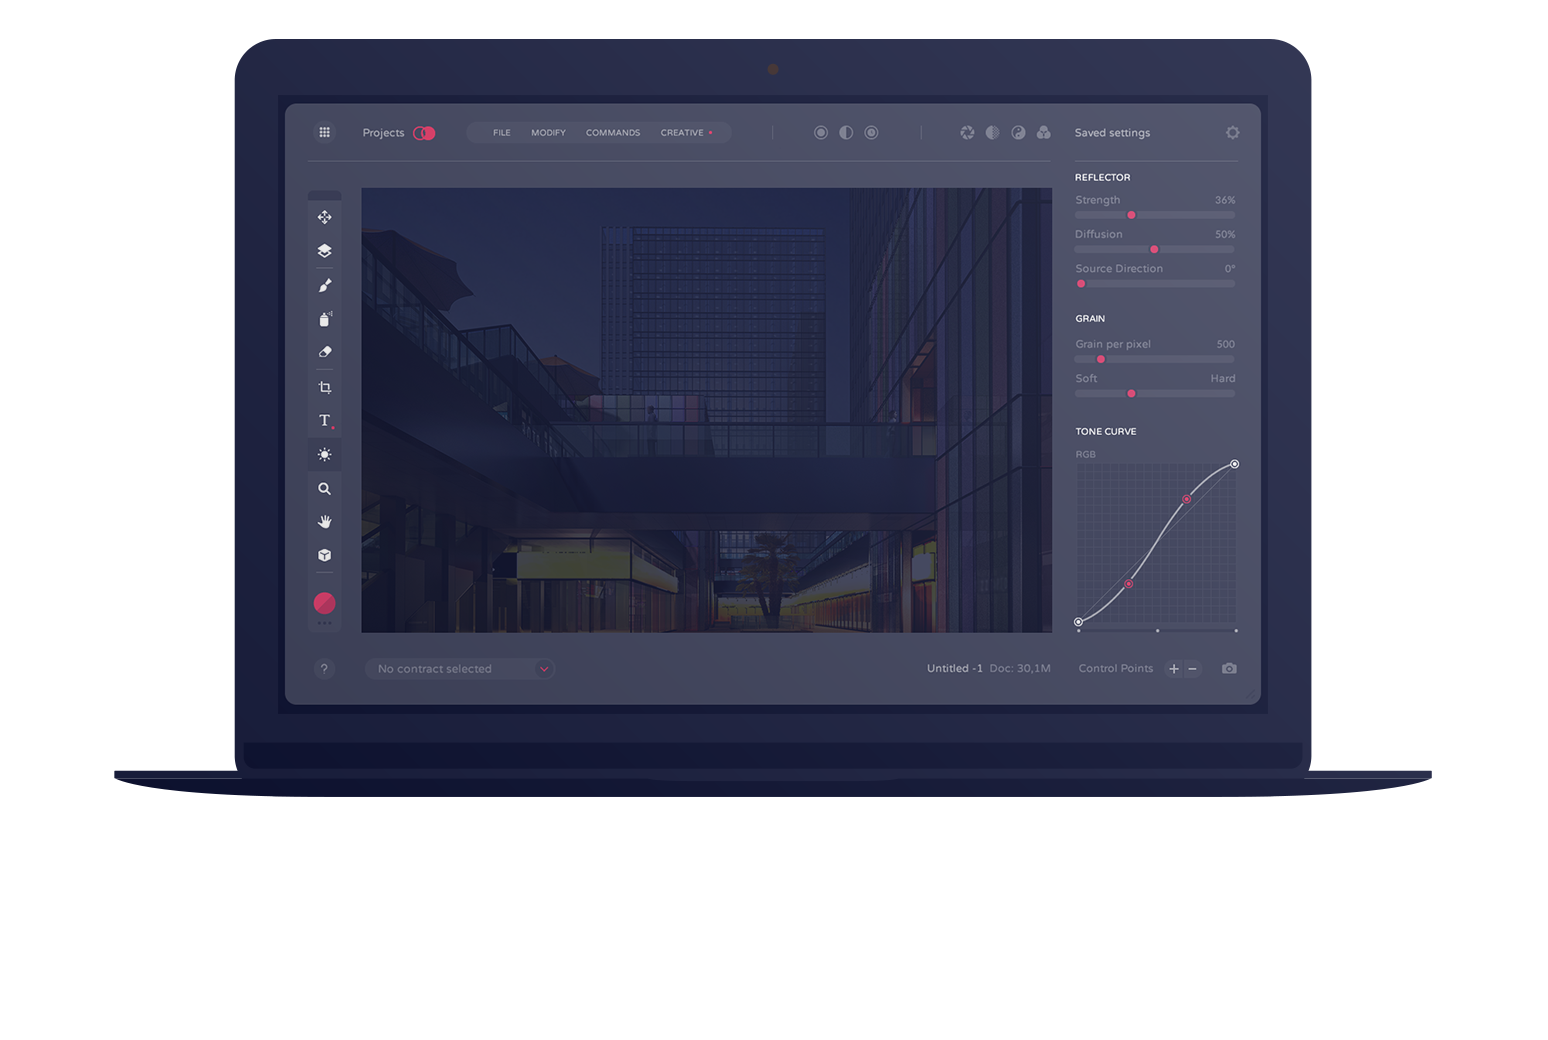 Projects
FILE MODIFY COMMANDS CREATIVE
Saved settings
REFLECTOR
Strength 36%
Diffusion 50%
Source Direction 0°
GRAIN
Grain per pixel 500
Soft Hard
TONE CURVE
RGB
T
?
No contract selected
Untitled -1 Doc: 30,1M
Control Points + −